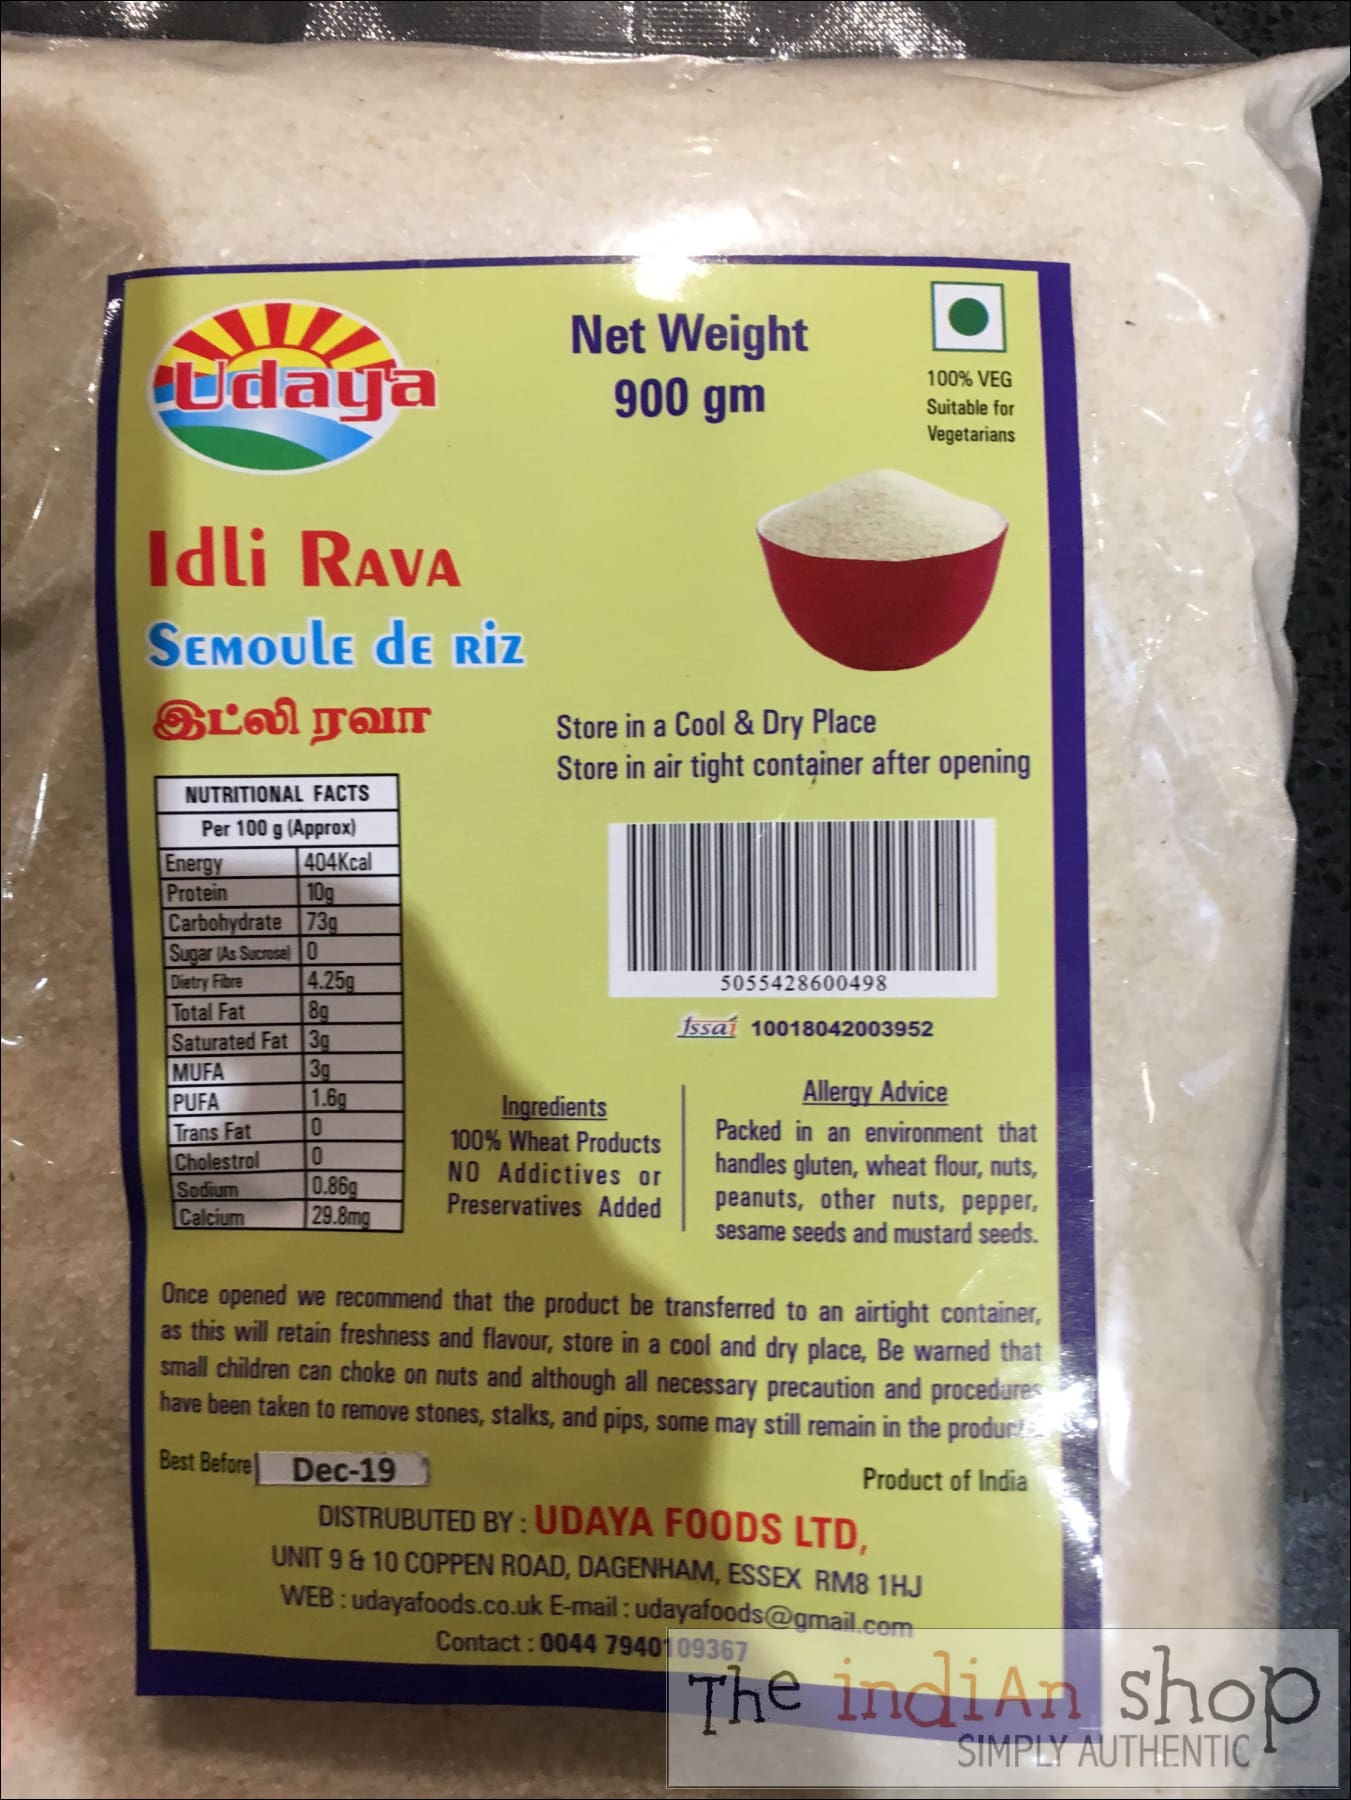 Udaya
Net Weight
900 gm
100% VEG
Suitable for
Vegetarians
Idli Rava
Semoule de riz
இட்லி ரவா
Store in a Cool & Dry Place
Store in air tight container after opening
NUTRITIONAL FACTS
Per 100 g (Approx)
Energy 404Kcal
Protein 10g
Carbohydrate 73g
Sugar (As Sucrose) 0
Dietry Fibre 4.25g
Total Fat 8g
Saturated Fat 3g
MUFA 3g
PUFA 1.6g
Trans Fat 0
Cholestrol 0
Sodium 0.86g
Calcium 29.8mg
5055428600498
fssai 10018042003952
Ingredients
100% Wheat Products
NO Addictives or
Preservatives Added
Allergy Advice
Packed in an environment that
handles gluten, wheat flour, nuts,
peanuts, other nuts, pepper,
sesame seeds and mustard seeds.
Once opened we recommend that the product be transferred to an airtight container,
as this will retain freshness and flavour, store in a cool and dry place, Be warned that
small children can choke on nuts and although all necessary precaution and procedures
have been taken to remove stones, stalks, and pips, some may still remain in the product
Best Before Dec-19
Product of India
DISTRUBUTED BY : UDAYA FOODS LTD,
UNIT 9 & 10 COPPEN ROAD, DAGENHAM, ESSEX RM8 1HJ
WEB : udayafoods.co.uk E-mail : udayafoods@gmail.com
Contact : 0044 7940109367
The indiAn shop
SIMPLY AUTHENTIC